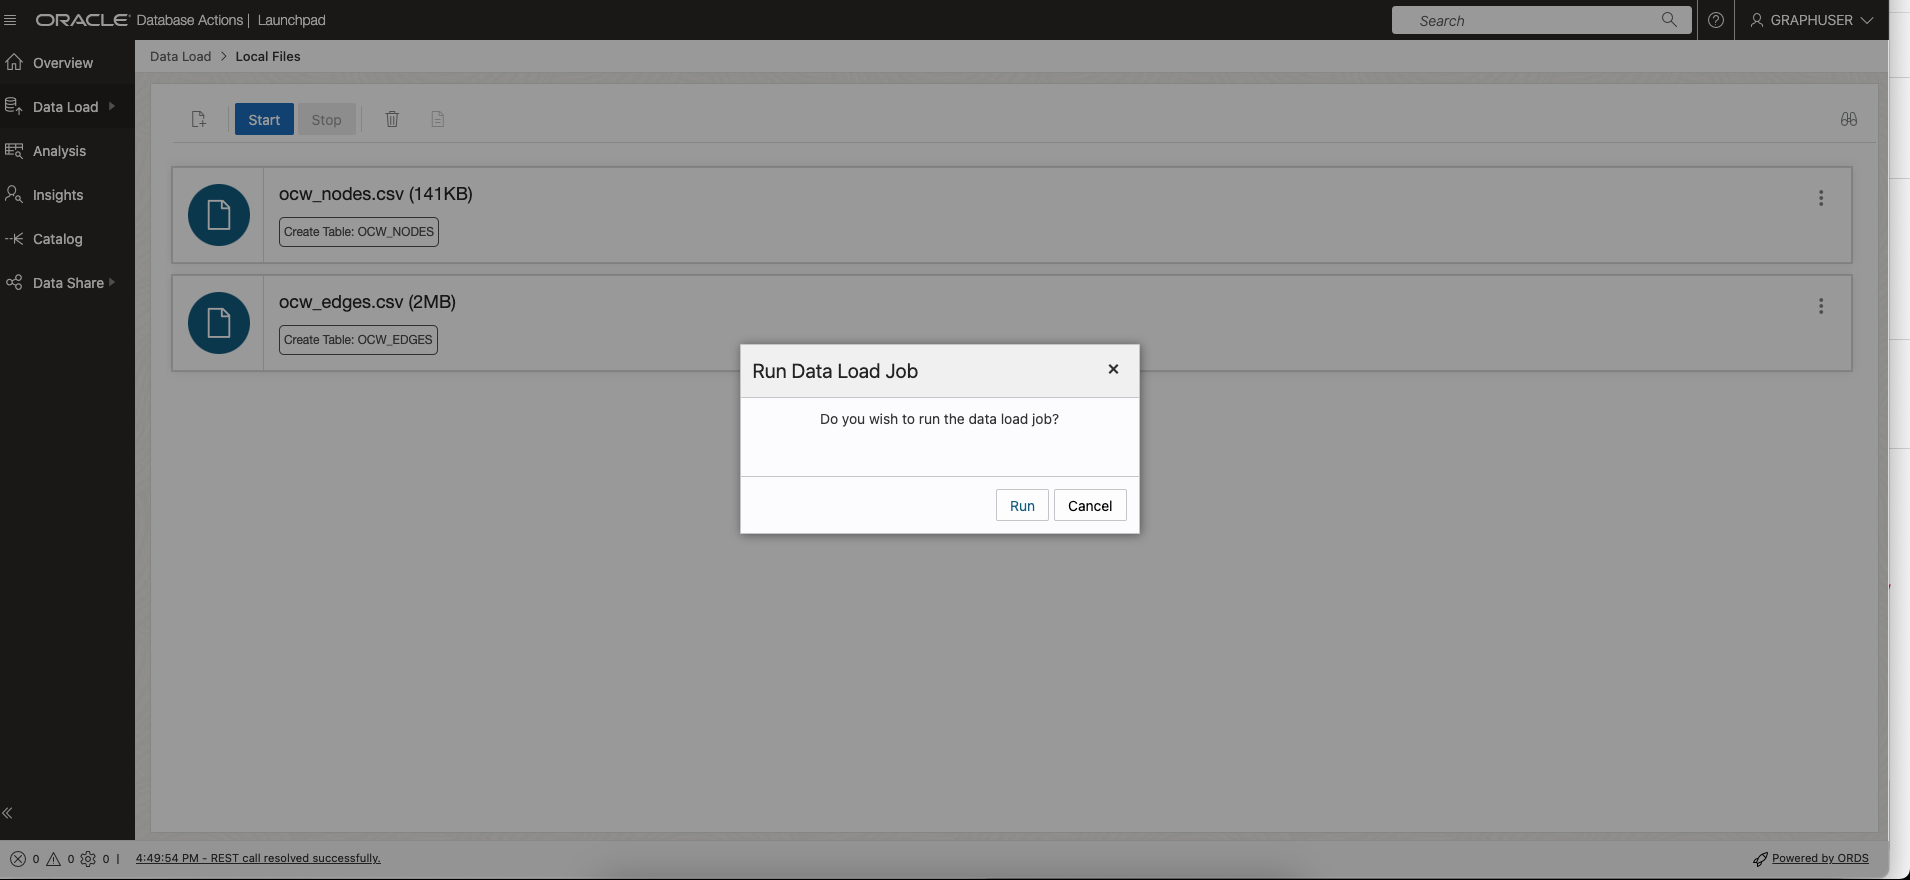 ORACLE Database Actions | Launchpad
Search
GRAPHUSER
Overview
Data Load
Analysis
Insights
Catalog
Data Share
Data Load > Local Files
Start
Stop
ocw_nodes.csv (141KB)
Create Table: OCW_NODES
ocw_edges.csv (2MB)
Create Table: OCW_EDGES
Run Data Load Job
Do you wish to run the data load job?
Run
Cancel
0 0 0 | 4:49:54 PM - REST call resolved successfully.
Powered by ORDS